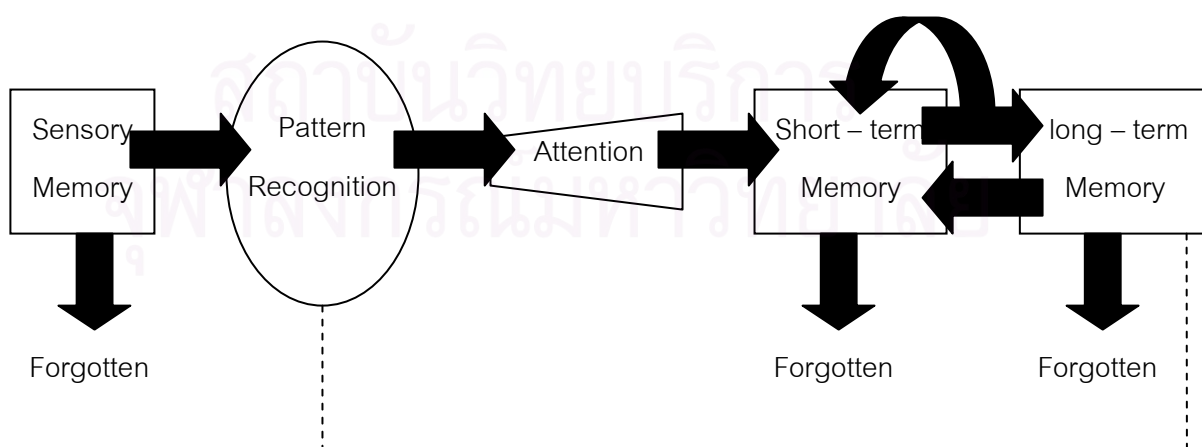 สถาบันวิทยบริการ
จุฬาลงกรณ์มหาวิทยาลัย
Sensory
Memory
Pattern
Recognition
Attention
Short – term
Memory
long – term
Memory
Forgotten
Forgotten
Forgotten